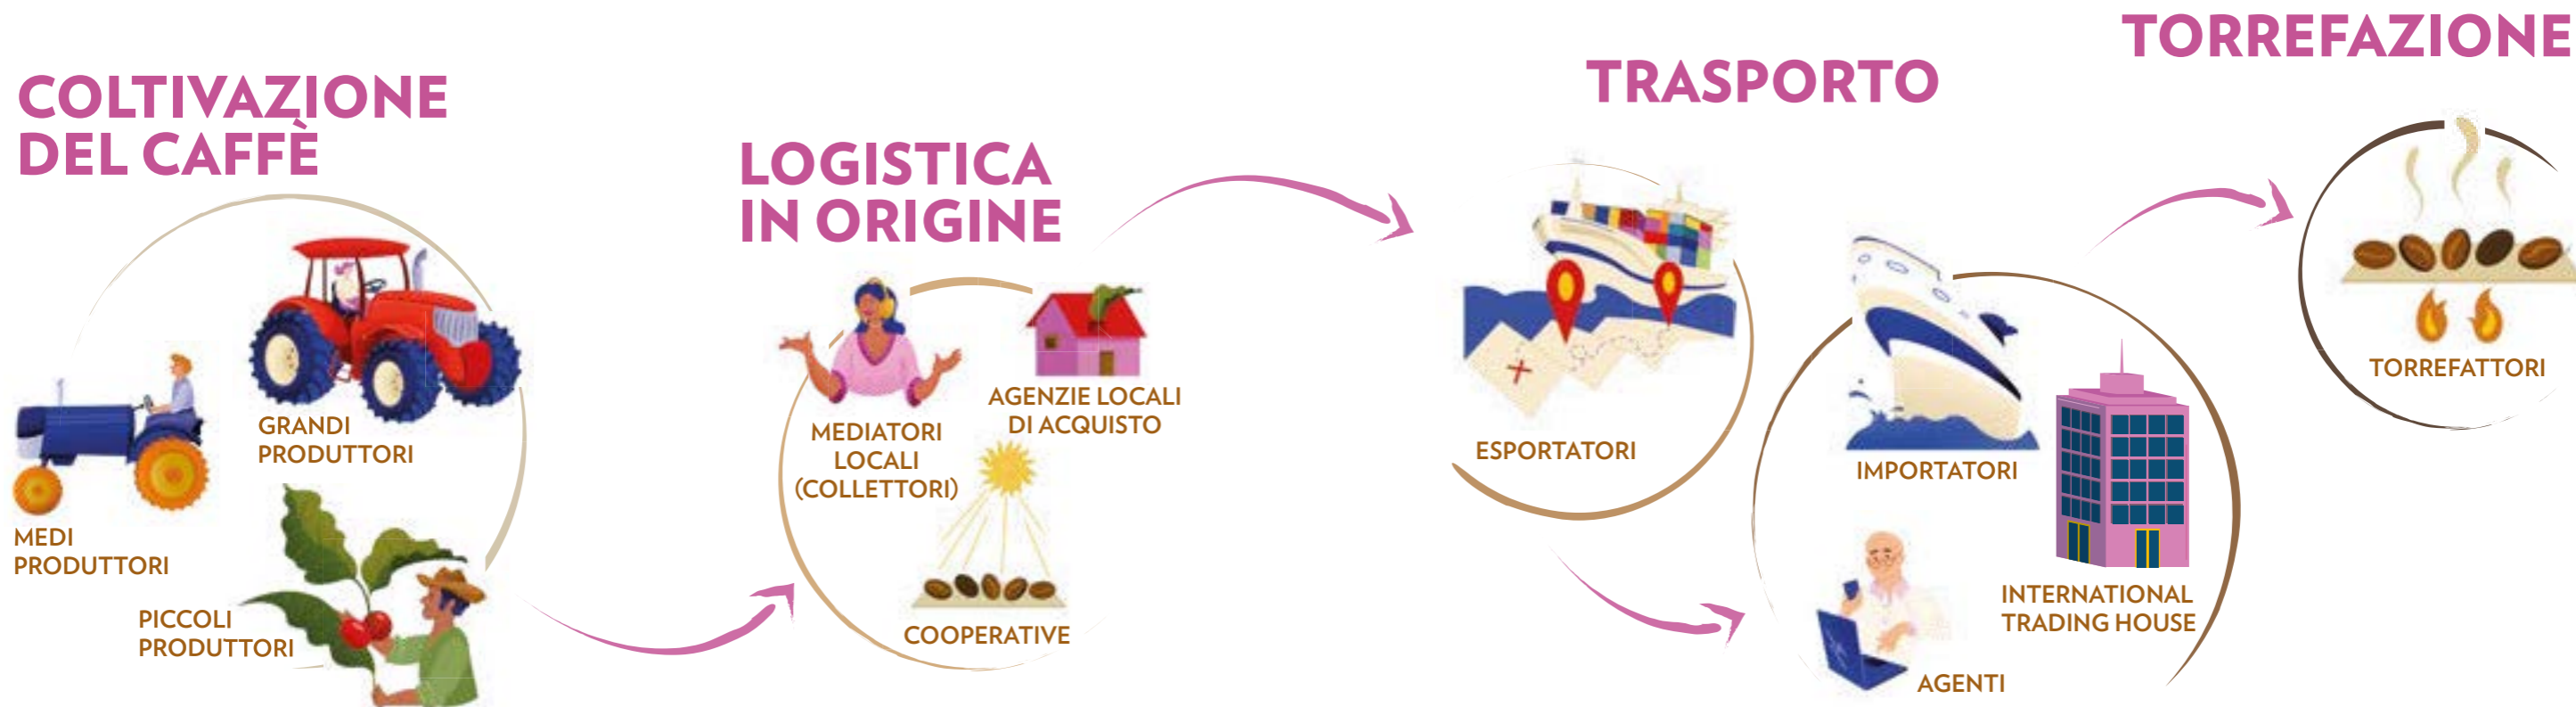 COLTIVAZIONE
DEL CAFFÈ
GRANDI
PRODUTTORI
MEDI
PRODUTTORI
PICCOLI
PRODUTTORI
LOGISTICA
IN ORIGINE
MEDIATORI
LOCALI
(COLLETTORI)
AGENZIE LOCALI
DI ACQUISTO
COOPERATIVE
TRASPORTO
ESPORTATORI
IMPORTATORI
INTERNATIONAL
TRADING HOUSE
AGENTI
TORREFAZIONE
TORREFATTORI